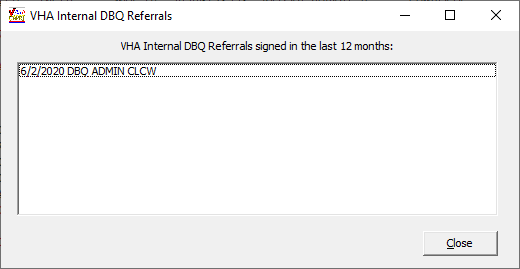 VHA Internal DBQ Referrals
VHA Internal DBQ Referrals signed in the last 12 months:
6/2/2020 DBQ ADMIN CLCW
Close